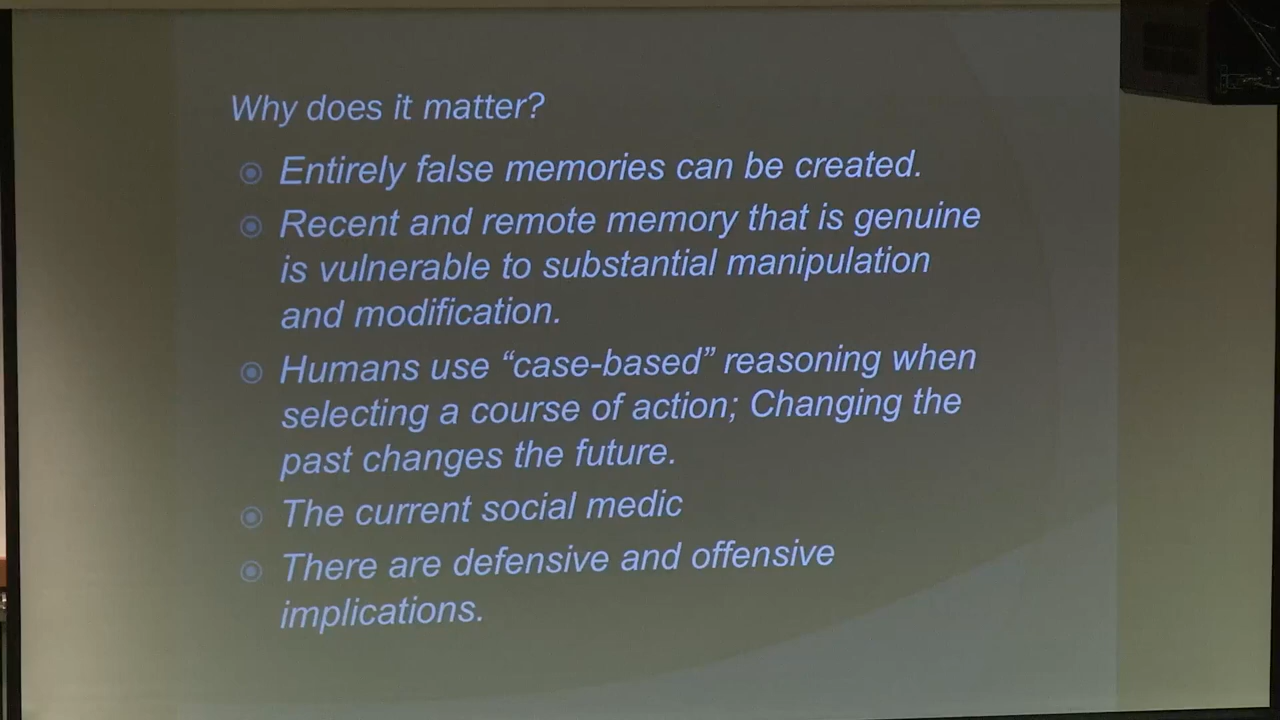 Why does it matter?
Entirely false memories can be created.
Recent and remote memory that is genuine
is vulnerable to substantial manipulation
and modification.
Humans use “case-based” reasoning when
selecting a course of action; Changing the
past changes the future.
The current social medic
There are defensive and offensive
implications.